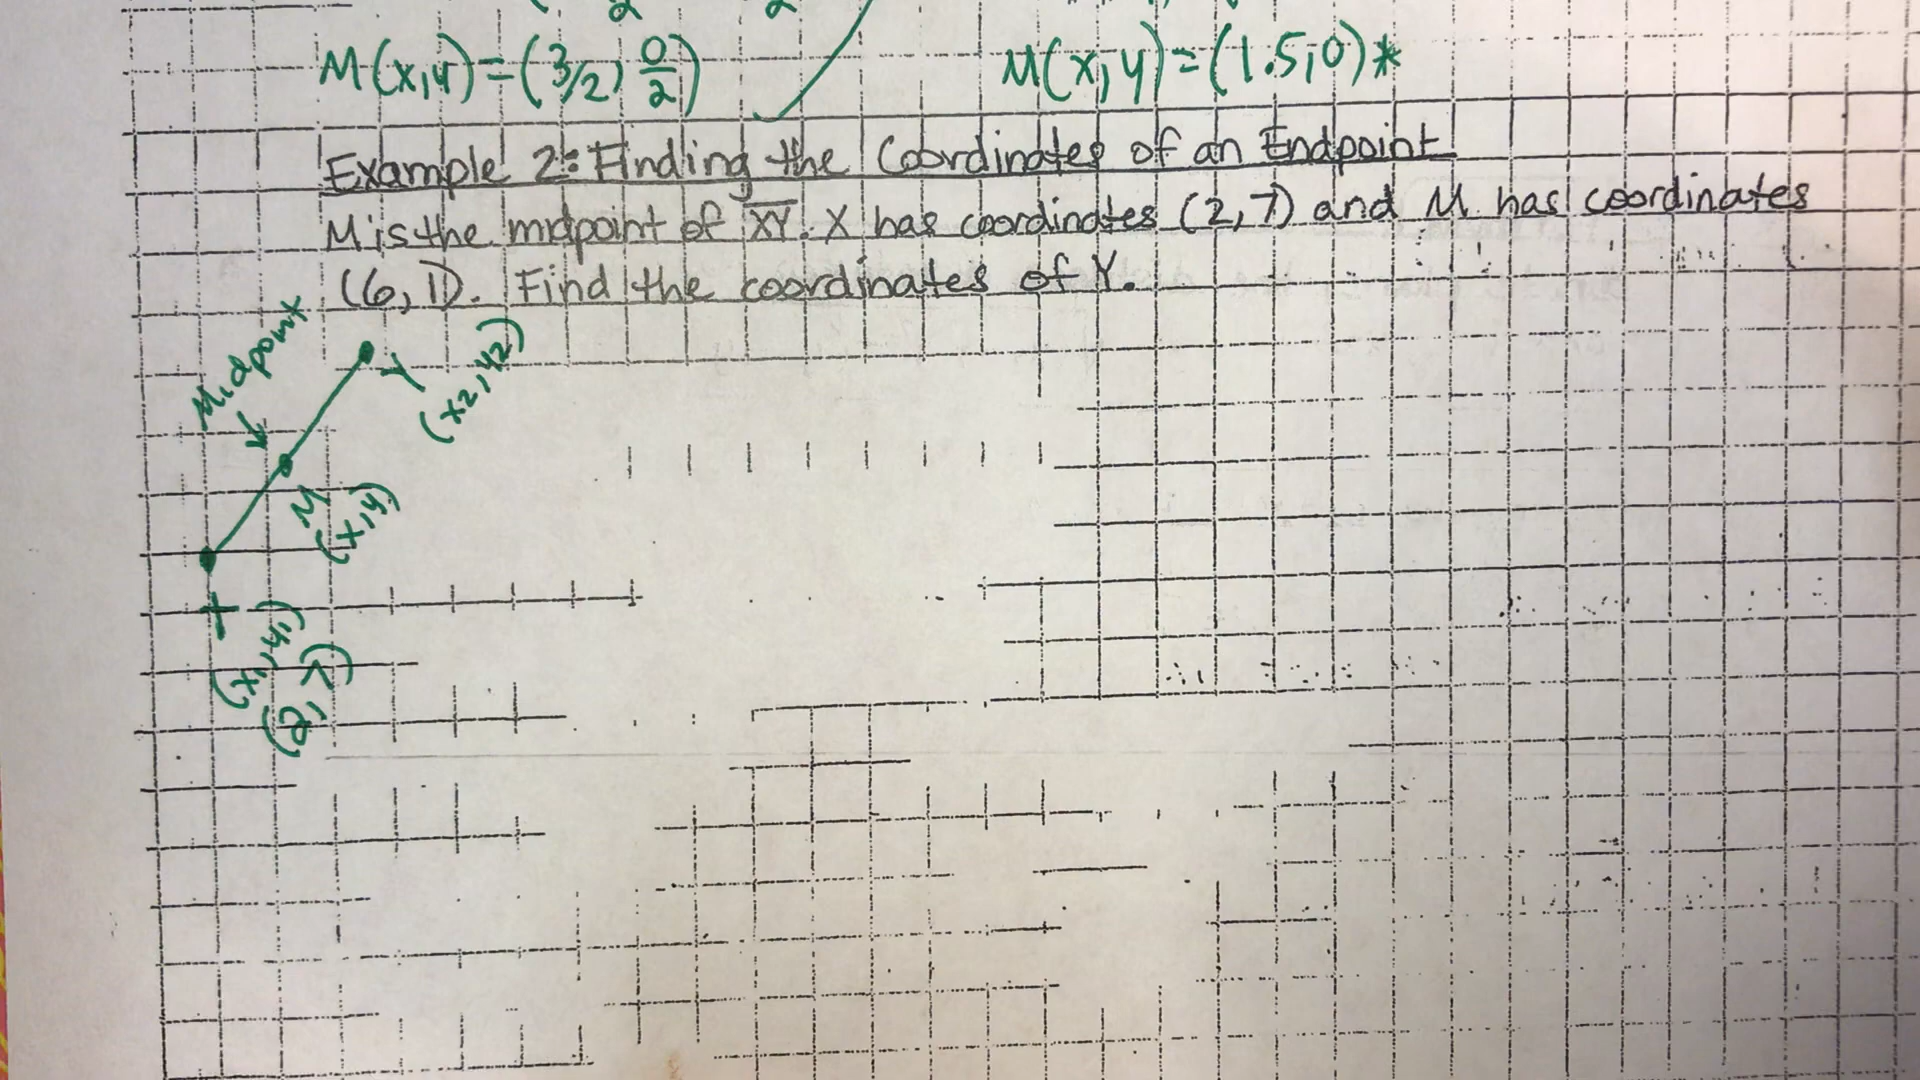 M(x,y)=(3/2, 0/2)
M(x,y)=(1.5,0)*
Example 2: Finding the Coordinates of an Endpoint
M is the midpoint of XY. X has coordinates (2,7) and M has coordinates
(6,1). Find the coordinates of Y.
Midpoint
Y
(x2,y2)
M
(x,y)
X
(x1,y1)
(2,7)